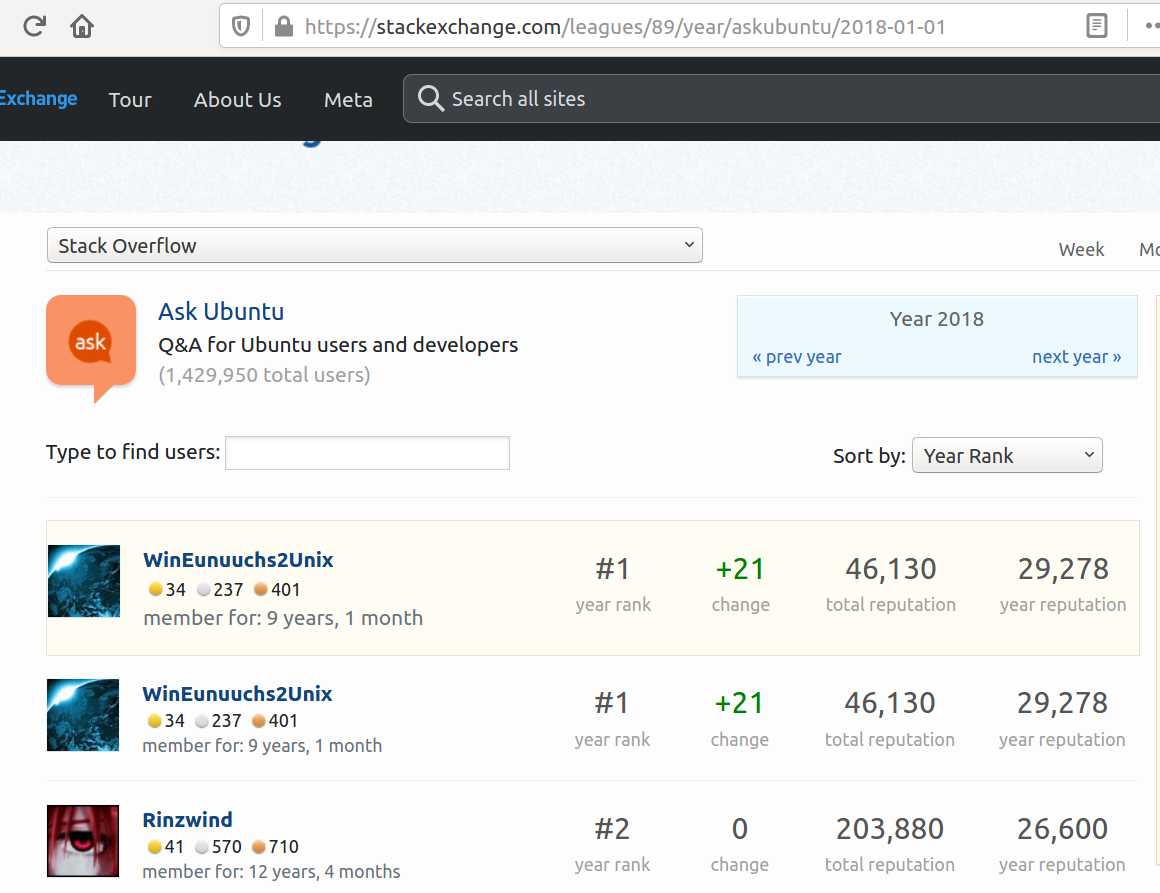 https://stackexchange.com/leagues/89/year/askubuntu/2018-01-01
Exchange Tour About Us Meta Search all sites
Stack Overflow
Week
Ask Ubuntu
Q&A for Ubuntu users and developers
(1,429,950 total users)
Year 2018
« prev year next year »
ask
Type to find users:
Sort by: Year Rank
WinEunuuchs2Unix
34 237 401
member for: 9 years, 1 month
#1 +21 46,130 29,278
year rank change total reputation year reputation
WinEunuuchs2Unix
34 237 401
member for: 9 years, 1 month
#1 +21 46,130 29,278
year rank change total reputation year reputation
Rinzwind
41 570 710
member for: 12 years, 4 months
#2 0 203,880 26,600
year rank change total reputation year reputation